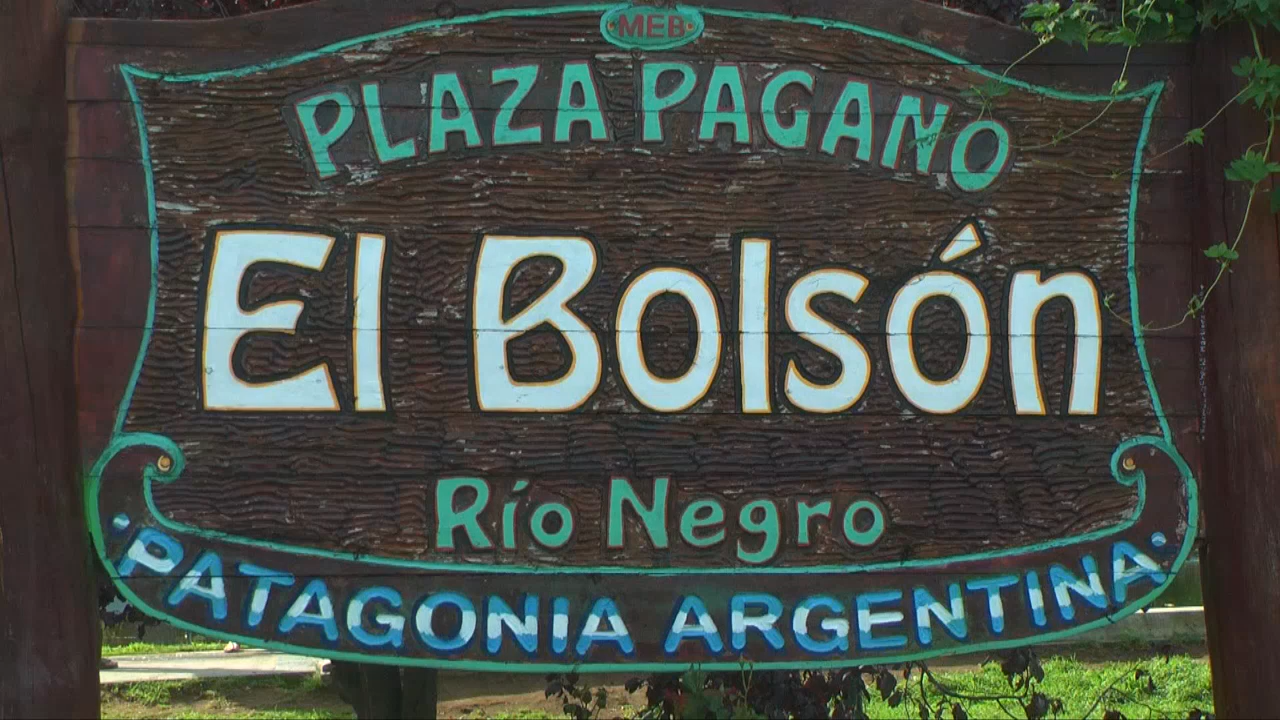 MEB
PLAZA PAGANO
El Bolsón
Río Negro
PATAGONIA ARGENTINA